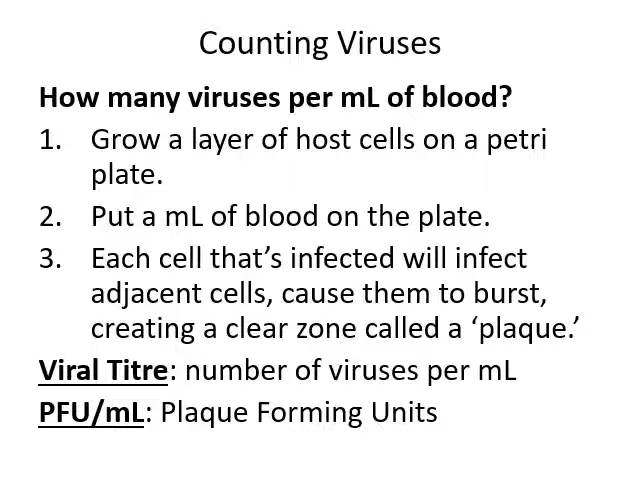 Counting Viruses
How many viruses per mL of blood?
1. Grow a layer of host cells on a petri
plate.
2. Put a mL of blood on the plate.
3. Each cell that’s infected will infect
adjacent cells, cause them to burst,
creating a clear zone called a ‘plaque.’
Viral Titre: number of viruses per mL
PFU/mL: Plaque Forming Units